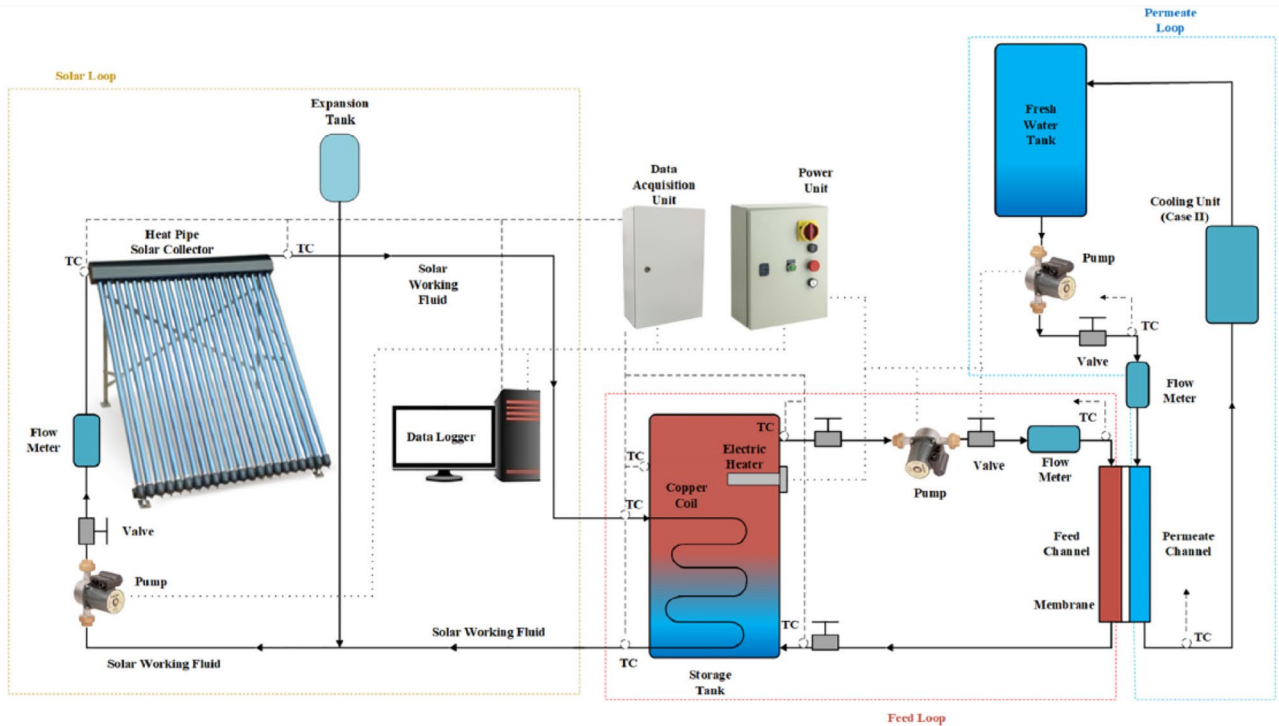 Permeate
Loop
Solar Loop
Expansion
Tank
Fresh
Water
Tank
Data
Acquisition
Unit
Power
Unit
Cooling Unit
(Case II)
Heat Pipe
Solar Collector
TC
TC
Solar
Working
Fluid
Pump
TC
Valve
Flow
Meter
Flow
Meter
Data Logger
TC
Electric
Heater
TC
Valve
Flow
Meter
Pump
TC
Copper
Coil
TC
Valve
Feed
Channel
Permeate
Channel
Pump
Membrane
TC
Solar Working Fluid
TC
TC
Solar Working Fluid
Storage
Tank
Feed Loop